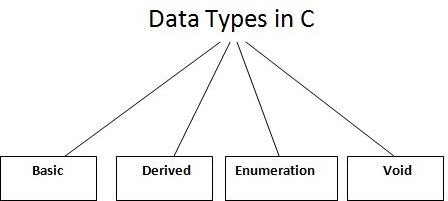 Data Types in C
Basic
Derived
Enumeration
Void